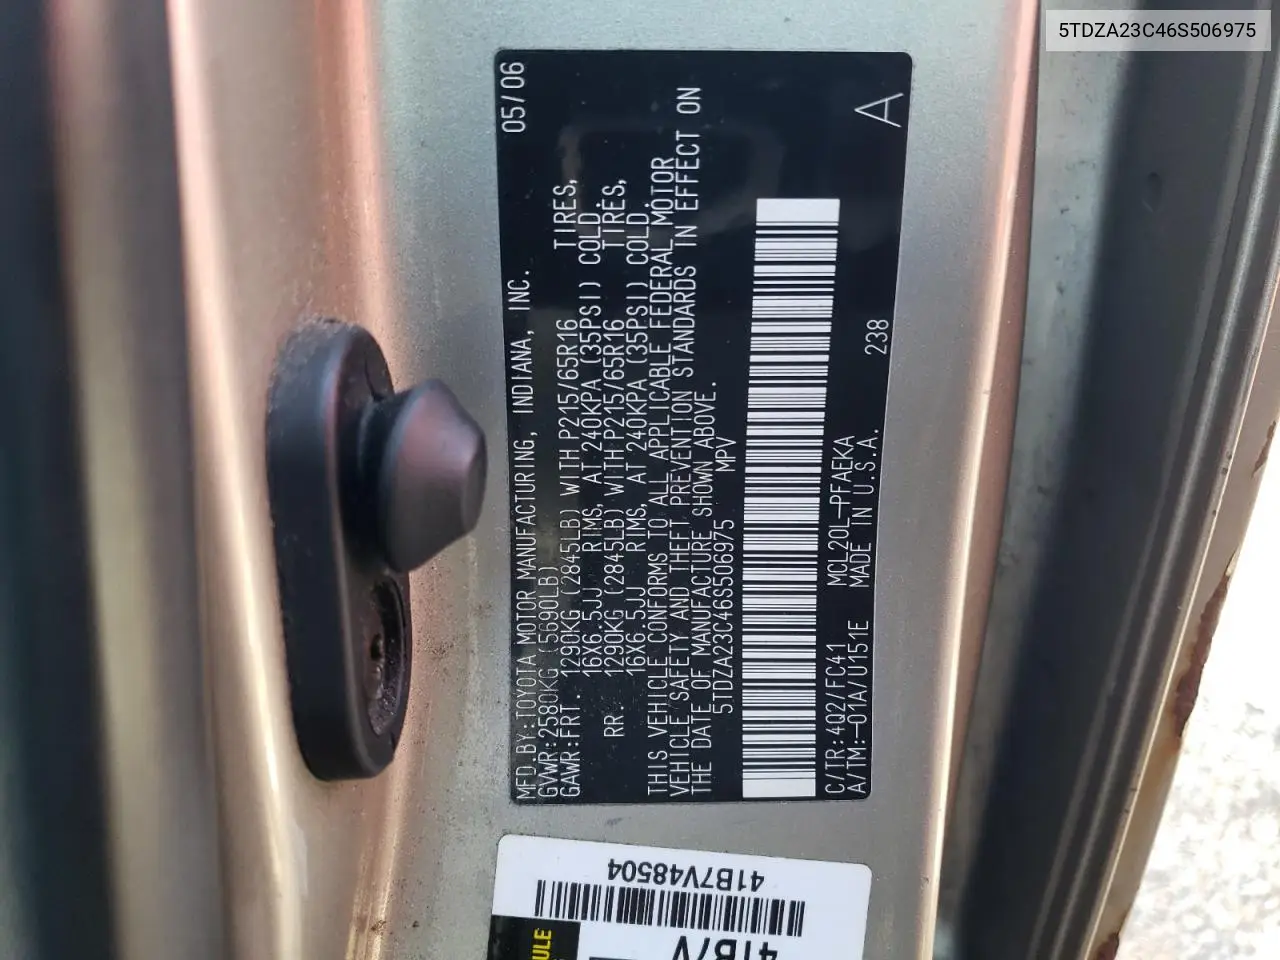 5TDZA23C46S506975
MFD.BY:TOYOTA MOTOR MANUFACTURING, INDIANA, INC. 05/06
GVWR:2580KG (5690LB)
GAWR:FRT. 1290KG (2845LB) WITH P215/65R16 TIRES,
16X6.5JJ RIMS, AT 240KPA (35PSI) COLD.
RR. 1290KG (2845LB) WITH P215/65R16 TIRES,
16X6.5JJ RIMS, AT 240KPA (35PSI) COLD.
THIS VEHICLE CONFORMS TO ALL APPLICABLE FEDERAL MOTOR
VEHICLE SAFETY AND THEFT PREVENTION STANDARDS IN EFFECT ON
THE DATE OF MANUFACTURE SHOWN ABOVE.
5TDZA23C46S506975 MPV
C/TR:4Q2/FC41 MCL20L-PFAEKA
A/TM:-01A/U151E MADE IN U.S.A. 238 A
41B7V48504
41B7V
ULE